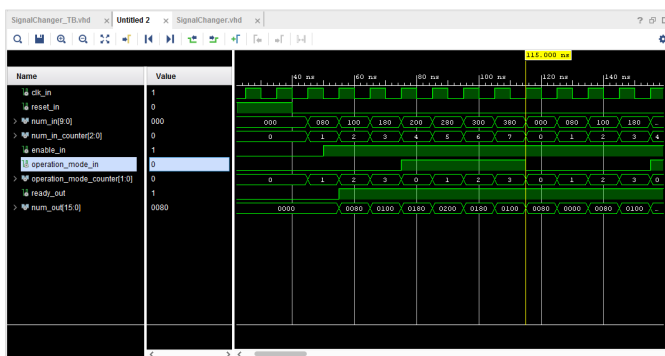 SignalChanger_TB.vhd × Untitled 2 × SignalChanger.vhd × ?
115.000 ns
Name Value 40 ns 60 ns 80 ns 100 ns 120 ns 140 ns
clk_in 1
reset_in 0
num_in[9:0] 000 000 080 100 180 200 280 300 380 000 080 100 180
num_in_counter[2:0] 0 0 1 2 3 4 5 6 7 0 1 2 3 4
enable_in 1
operation_mode_in 0
operation_mode_counter[1:0] 0 0 1 2 3 0 1 2 3 0 1 2 3 0
ready_out 1
num_out[15:0] 0080 0000 0080 0100 0180 0200 0180 0100 0080 0000 0080 0100